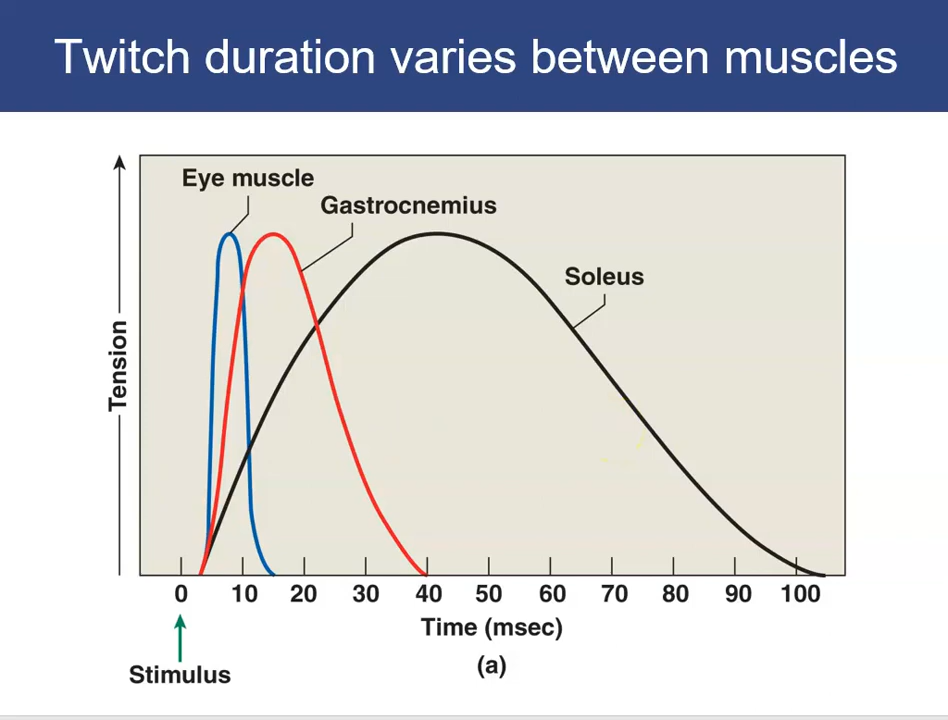 Twitch duration varies between muscles
Eye muscle
Gastrocnemius
Soleus
Tension
0 10 20 30 40 50 60 70 80 90 100
Time (msec)
Stimulus
(a)